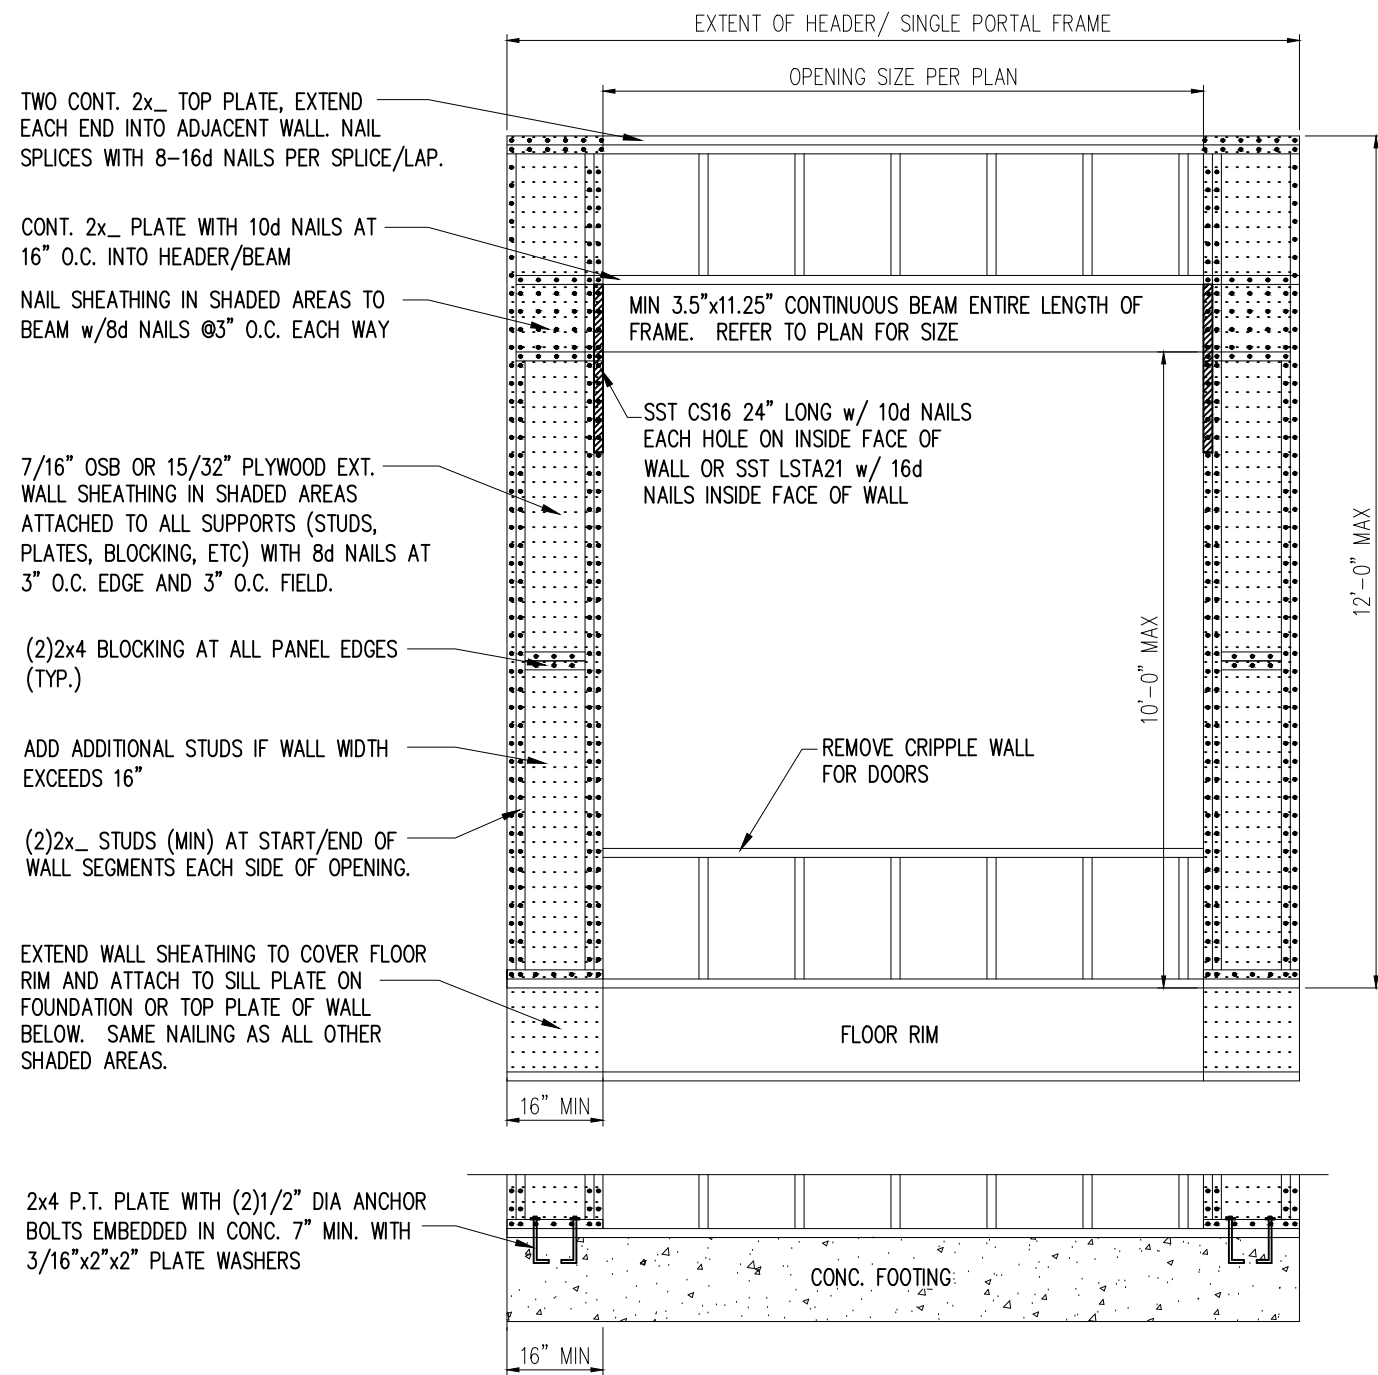 EXTENT OF HEADER/ SINGLE PORTAL FRAME
OPENING SIZE PER PLAN
TWO CONT. 2x_ TOP PLATE, EXTEND
EACH END INTO ADJACENT WALL. NAIL
SPLICES WITH 8-16d NAILS PER SPLICE/LAP.
CONT. 2x_ PLATE WITH 10d NAILS AT
16" O.C. INTO HEADER/BEAM
NAIL SHEATHING IN SHADED AREAS TO
BEAM w/8d NAILS @3" O.C. EACH WAY
MIN 3.5"x11.25" CONTINUOUS BEAM ENTIRE LENGTH OF
FRAME. REFER TO PLAN FOR SIZE
SST CS16 24" LONG w/ 10d NAILS
EACH HOLE ON INSIDE FACE OF
WALL OR SST LSTA21 w/ 16d
NAILS INSIDE FACE OF WALL
7/16" OSB OR 15/32" PLYWOOD EXT.
WALL SHEATHING IN SHADED AREAS
ATTACHED TO ALL SUPPORTS (STUDS,
PLATES, BLOCKING, ETC) WITH 8d NAILS AT
3" O.C. EDGE AND 3" O.C. FIELD.
12'-0" MAX
10'-0" MAX
(2)2x4 BLOCKING AT ALL PANEL EDGES
(TYP.)
ADD ADDITIONAL STUDS IF WALL WIDTH
EXCEEDS 16"
REMOVE CRIPPLE WALL
FOR DOORS
(2)2x_ STUDS (MIN) AT START/END OF
WALL SEGMENTS EACH SIDE OF OPENING.
EXTEND WALL SHEATHING TO COVER FLOOR
RIM AND ATTACH TO SILL PLATE ON
FOUNDATION OR TOP PLATE OF WALL
BELOW. SAME NAILING AS ALL OTHER
SHADED AREAS.
FLOOR RIM
16" MIN
2x4 P.T. PLATE WITH (2)1/2" DIA ANCHOR
BOLTS EMBEDDED IN CONC. 7" MIN. WITH
3/16"x2"x2" PLATE WASHERS
CONC. FOOTING
16" MIN